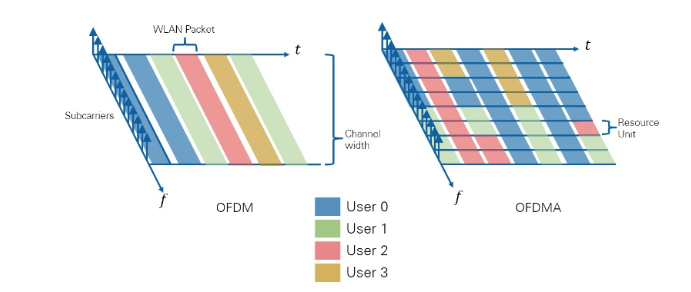 WLAN Packet
t
Subcarriers
Channel
width
f
OFDM
t
Resource
Unit
f
OFDMA
User 0
User 1
User 2
User 3